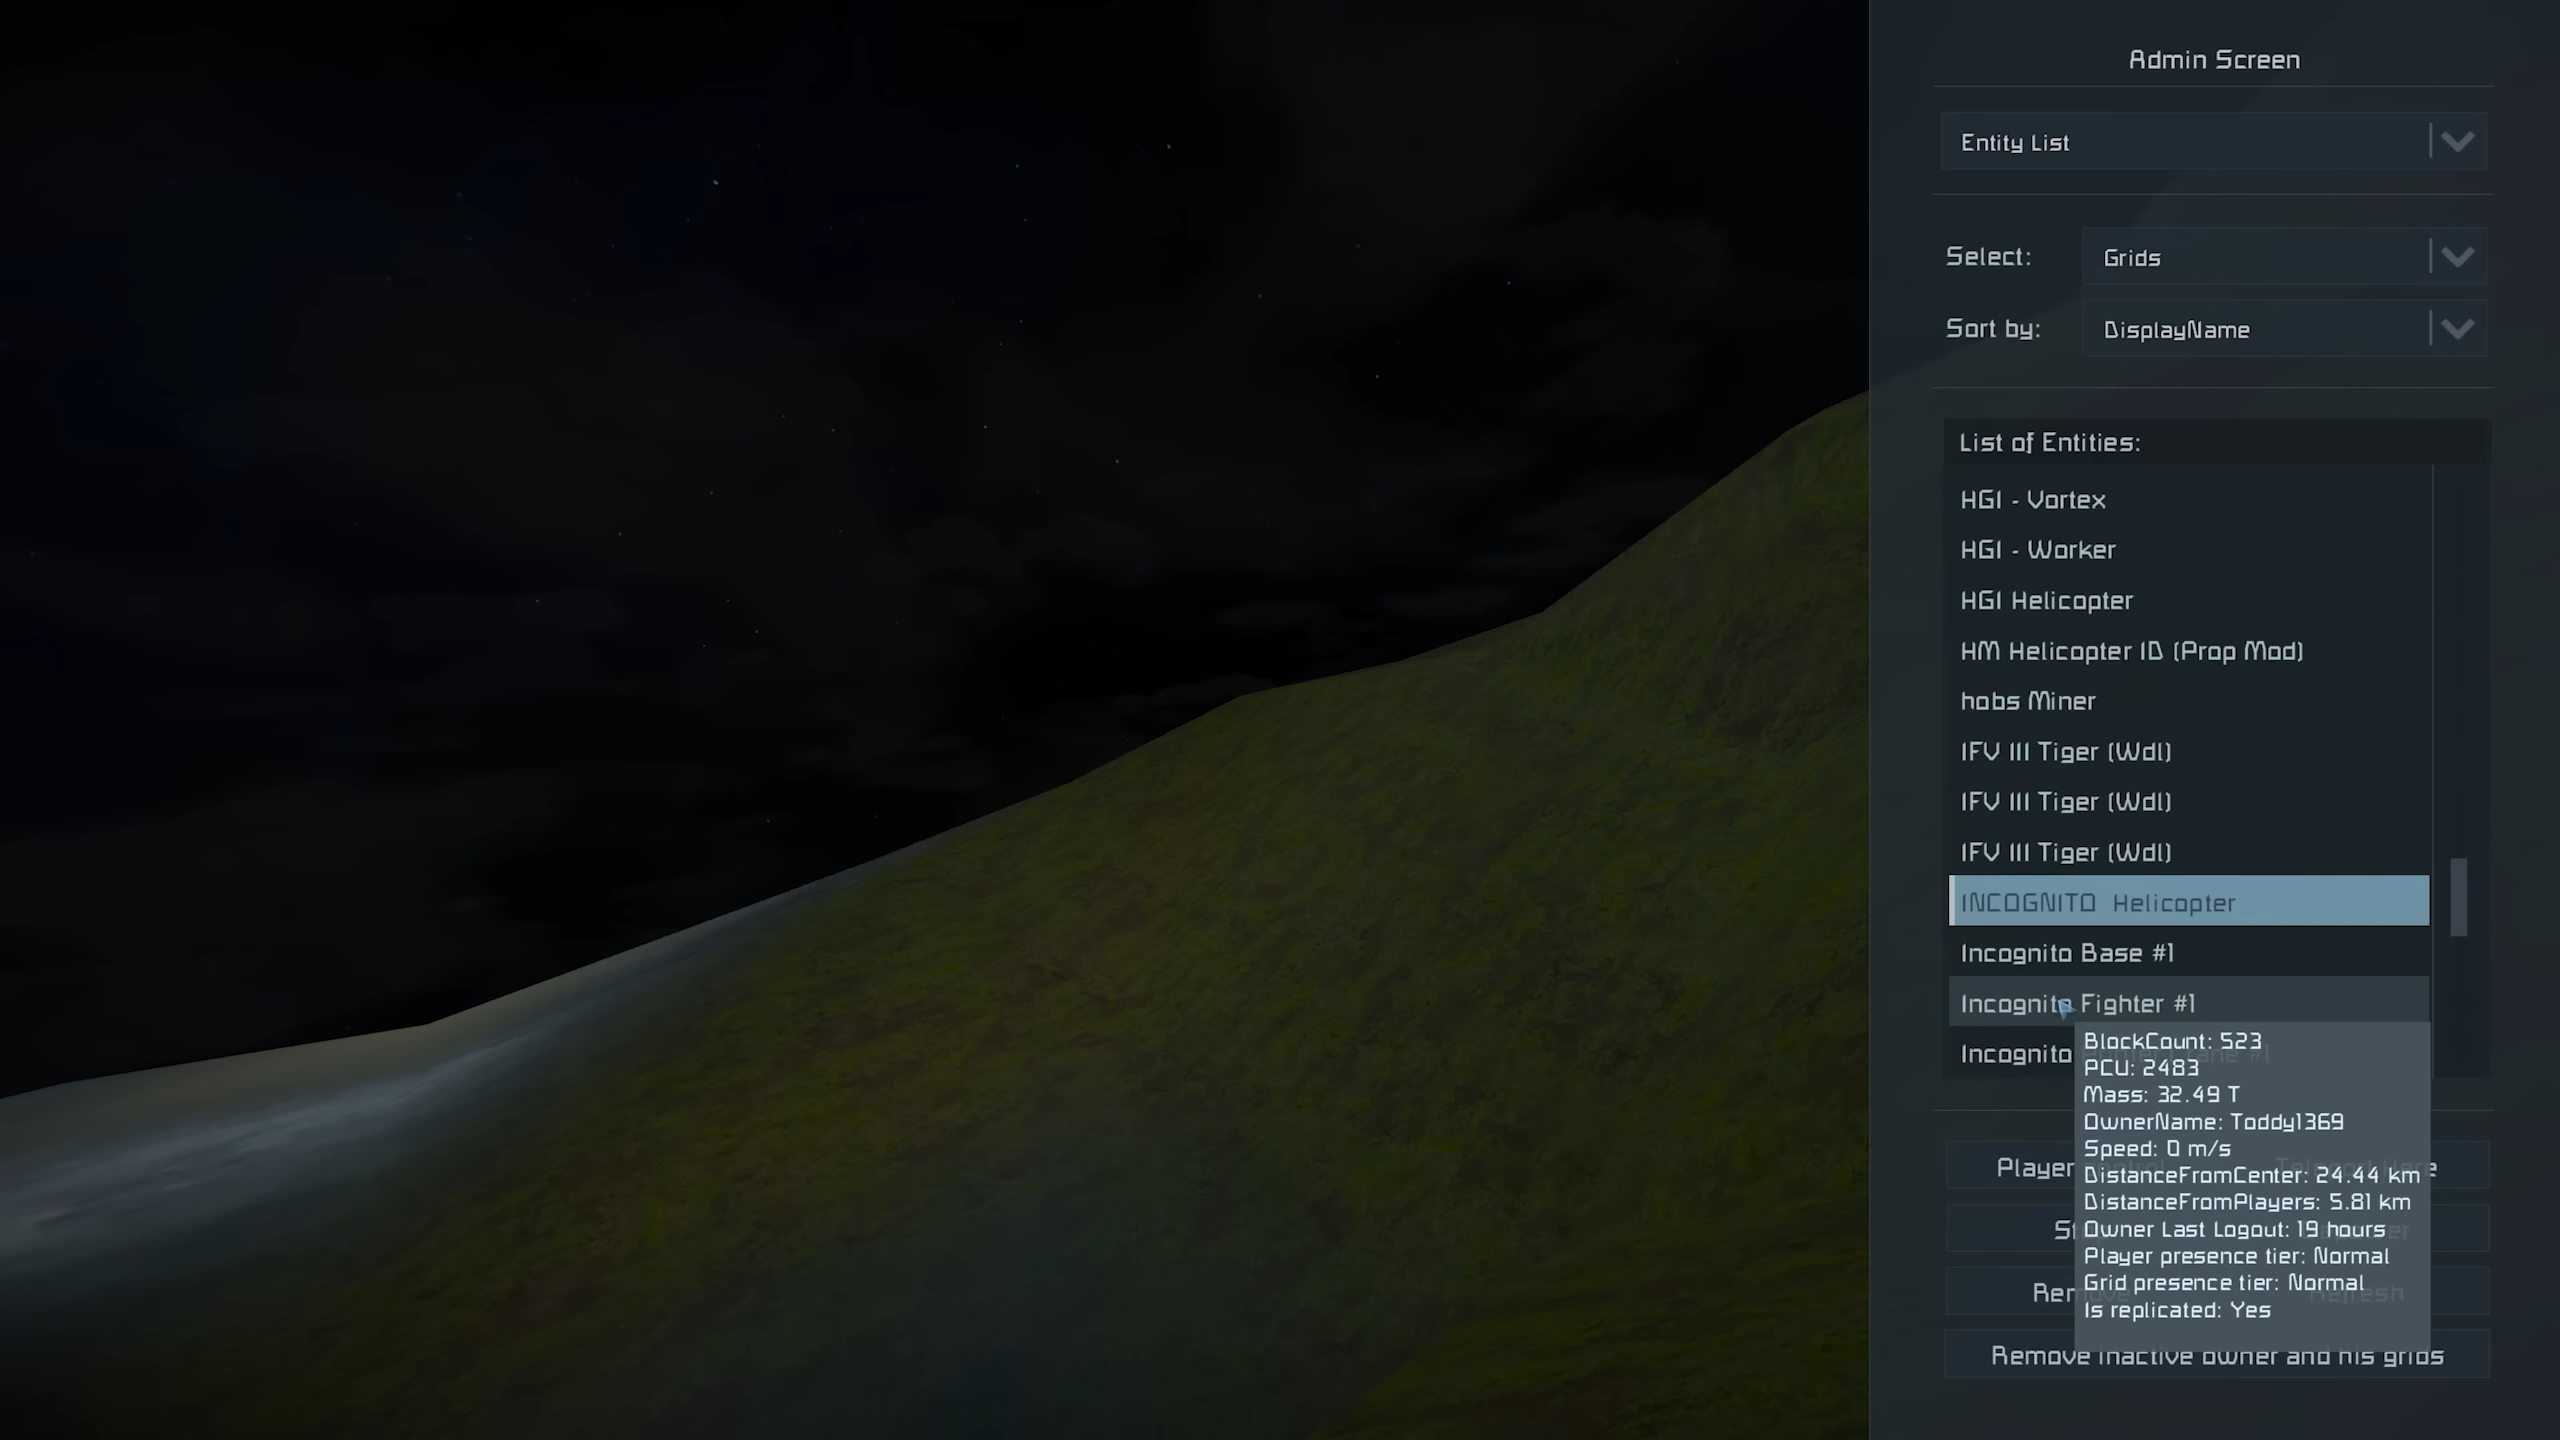 Admin Screen
Entity List
Select: Grids
Sort by: DisplayName
List of Entities:
HGI - Vortex
HGI - Worker
HGI Helicopter
HM Helicopter ID (Prop Mod)
hobs Miner
IFV III Tiger (Wdl)
IFV III Tiger (Wdl)
IFV III Tiger (Wdl)
INCOGNITO Helicopter
Incognito Base #1
Incognito Fighter #1
Incognito
BlockCount: 523
PCU: 2483
Mass: 32.49 T
OwnerName: Toddy1369
Speed: 0 m/s
DistanceFromCenter: 24.44 km
DistanceFromPlayers: 5.81 km
Owner Last Logout: 19 hours
Player presence tier: Normal
Grid presence tier: Normal
Is replicated: Yes
Player
Remove Refresh
Remove inactive owner and his grids